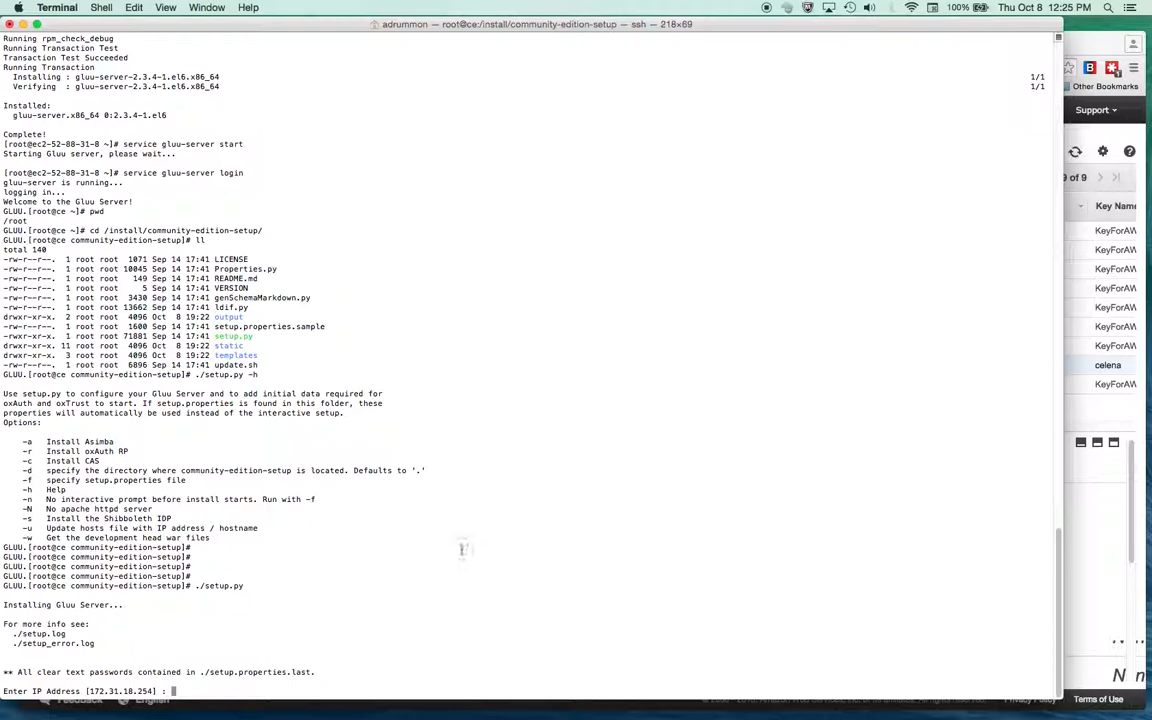 Terminal Shell Edit View Window Help 100% Thu Oct 8 12:25 PM
adrummon — root@ce:/install/community-edition-setup — ssh — 218×69
Running rpm_check_debug
Running Transaction Test
Transaction Test Succeeded
Running Transaction
Installing : gluu-server-2.3.4-1.el6.x86_64 1/1
Verifying : gluu-server-2.3.4-1.el6.x86_64 1/1
Installed:
gluu-server.x86_64 0:2.3.4-1.el6
Complete!
[root@ec2-52-88-31-8 ~]# service gluu-server start
Starting Gluu server, please wait...
[root@ec2-52-88-31-8 ~]# service gluu-server login
gluu-server is running...
logging in...
Welcome to the Gluu Server!
GLUU.[root@ce ~]# pwd
/root
GLUU.[root@ce ~]# cd /install/community-edition-setup/
GLUU.[root@ce community-edition-setup]# ll
total 140
-rw-r--r--. 1 root root 1071 Sep 14 17:41 LICENSE
-rw-r--r--. 1 root root 10045 Sep 14 17:41 Properties.py
-rw-r--r--. 1 root root 149 Sep 14 17:41 README.md
-rw-r--r--. 1 root root 5 Sep 14 17:41 VERSION
-rw-r--r--. 1 root root 3430 Sep 14 17:41 genSchemaMarkdown.py
-rw-r--r--. 1 root root 13662 Sep 14 17:41 ldif.py
drwxr-xr-x. 2 root root 4096 Oct 8 19:22 output
-rw-r--r--. 1 root root 1600 Sep 14 17:41 setup.properties.sample
-rwxr-xr-x. 1 root root 71881 Sep 14 17:41 setup.py
drwxr-xr-x. 11 root root 4096 Oct 8 19:22 static
drwxr-xr-x. 3 root root 4096 Oct 8 19:22 templates
-rw-r--r--. 1 root root 6896 Sep 14 17:41 update.sh
GLUU.[root@ce community-edition-setup]# ./setup.py -h
Use setup.py to configure your Gluu Server and to add initial data required for
oxAuth and oxTrust to start. If setup.properties is found in this folder, these
properties will automatically be used instead of the interactive setup.
Options:
-a Install Asimba
-r Install oxAuth RP
-c Install CAS
-d specify the directory where community-edition-setup is located. Defaults to '.'
-f specify setup.properties file
-h Help
-n No interactive prompt before install starts. Run with -f
-N No apache httpd server
-s Install the Shibboleth IDP
-u Update hosts file with IP address / hostname
-w Get the development head war files
GLUU.[root@ce community-edition-setup]#
GLUU.[root@ce community-edition-setup]#
GLUU.[root@ce community-edition-setup]#
GLUU.[root@ce community-edition-setup]#
GLUU.[root@ce community-edition-setup]# ./setup.py
Installing Gluu Server...
For more info see:
./setup.log
./setup_error.log
** All clear text passwords contained in ./setup.properties.last.
Enter IP Address [172.31.18.254] :
Other Bookmarks
Support
9 of 9
Key Name
KeyForAW
KeyForAW
KeyForAW
KeyForAW
KeyForAW
KeyForAW
KeyForAW
celena
KeyForAW
Feedback English
Privacy Policy Terms of Use